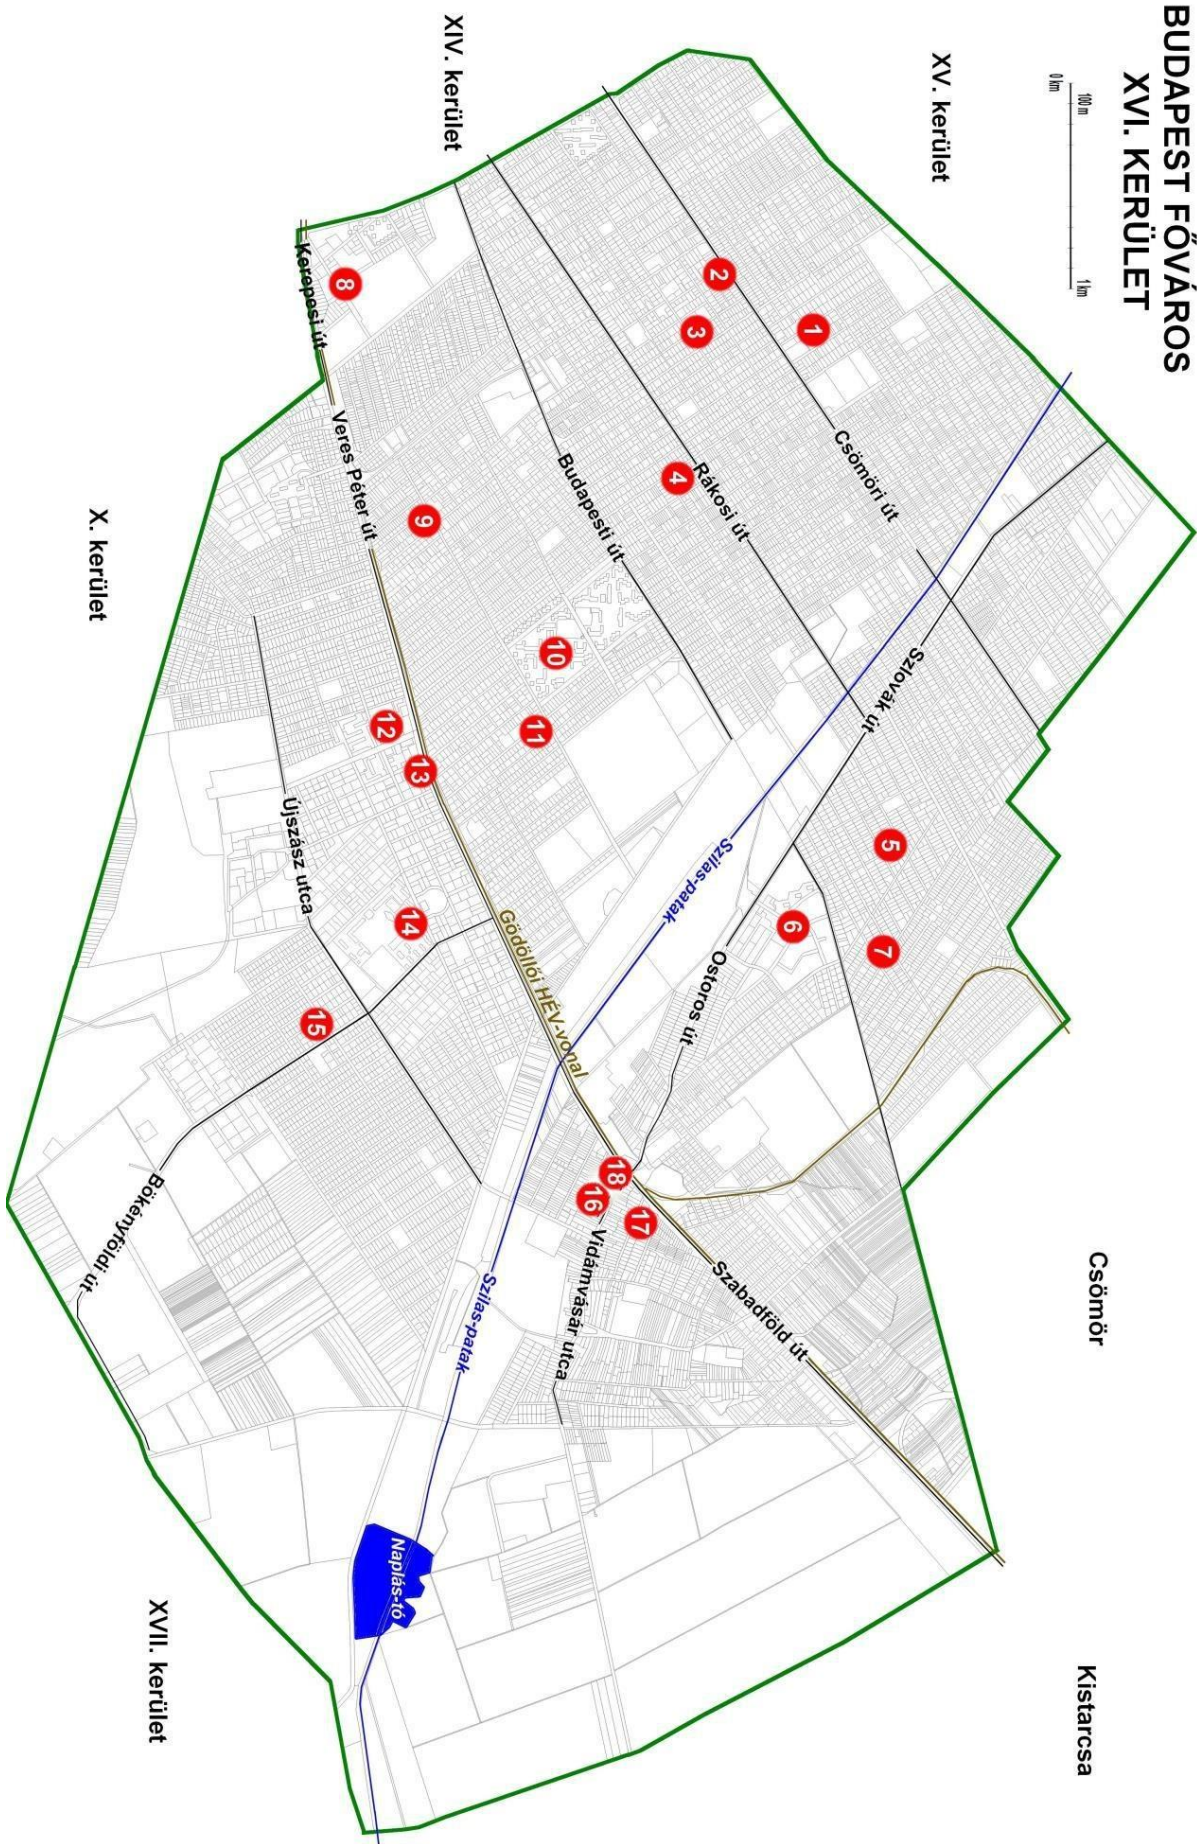 BUDAPEST FŐVÁROS
XVI. KERÜLET
100 m
1 km
0 km
XV. kerület
XIV. kerület
Csömör
Kistarcsa
X. kerület
XVII. kerület
1
2
3
4
5
6
7
8
9
10
11
12
13
14
15
16
17
18
Csömöri út
Rákosi út
Budapesti út
Szlovák út
Kerepesi út
Veres Péter út
Szilas-patak
Ostoros út
Gödöllői HÉV-vonal
Újszász utca
Szabadföld út
Vidámvásár utca
Szilas-patak
Bökényföldi út
Naplás-tó